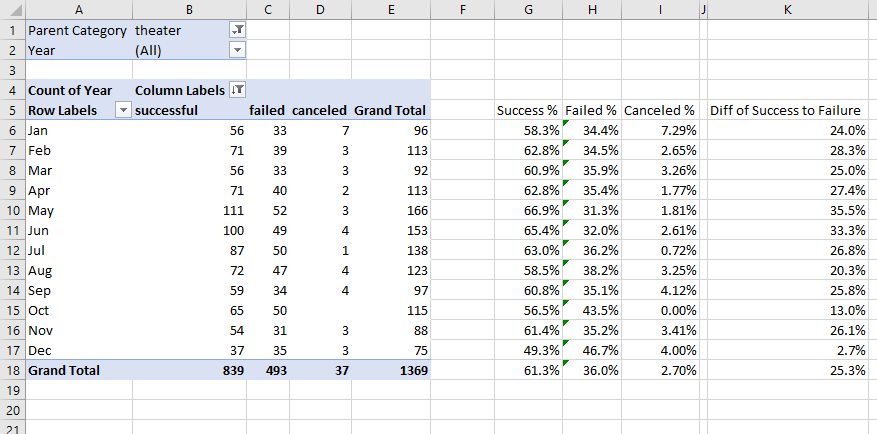 A B C D E F G H I J K
1 Parent Category theater
2 Year (All)
3
4 Count of Year Column Labels
5 Row Labels successful failed canceled Grand Total Success % Failed % Canceled % Diff of Success to Failure
6 Jan 56 33 7 96 58.3% 34.4% 7.29% 24.0%
7 Feb 71 39 3 113 62.8% 34.5% 2.65% 28.3%
8 Mar 56 33 3 92 60.9% 35.9% 3.26% 25.0%
9 Apr 71 40 2 113 62.8% 35.4% 1.77% 27.4%
10 May 111 52 3 166 66.9% 31.3% 1.81% 35.5%
11 Jun 100 49 4 153 65.4% 32.0% 2.61% 33.3%
12 Jul 87 50 1 138 63.0% 36.2% 0.72% 26.8%
13 Aug 72 47 4 123 58.5% 38.2% 3.25% 20.3%
14 Sep 59 34 4 97 60.8% 35.1% 4.12% 25.8%
15 Oct 65 50 115 56.5% 43.5% 0.00% 13.0%
16 Nov 54 31 3 88 61.4% 35.2% 3.41% 26.1%
17 Dec 37 35 3 75 49.3% 46.7% 4.00% 2.7%
18 Grand Total 839 493 37 1369 61.3% 36.0% 2.70% 25.3%
19
20
21